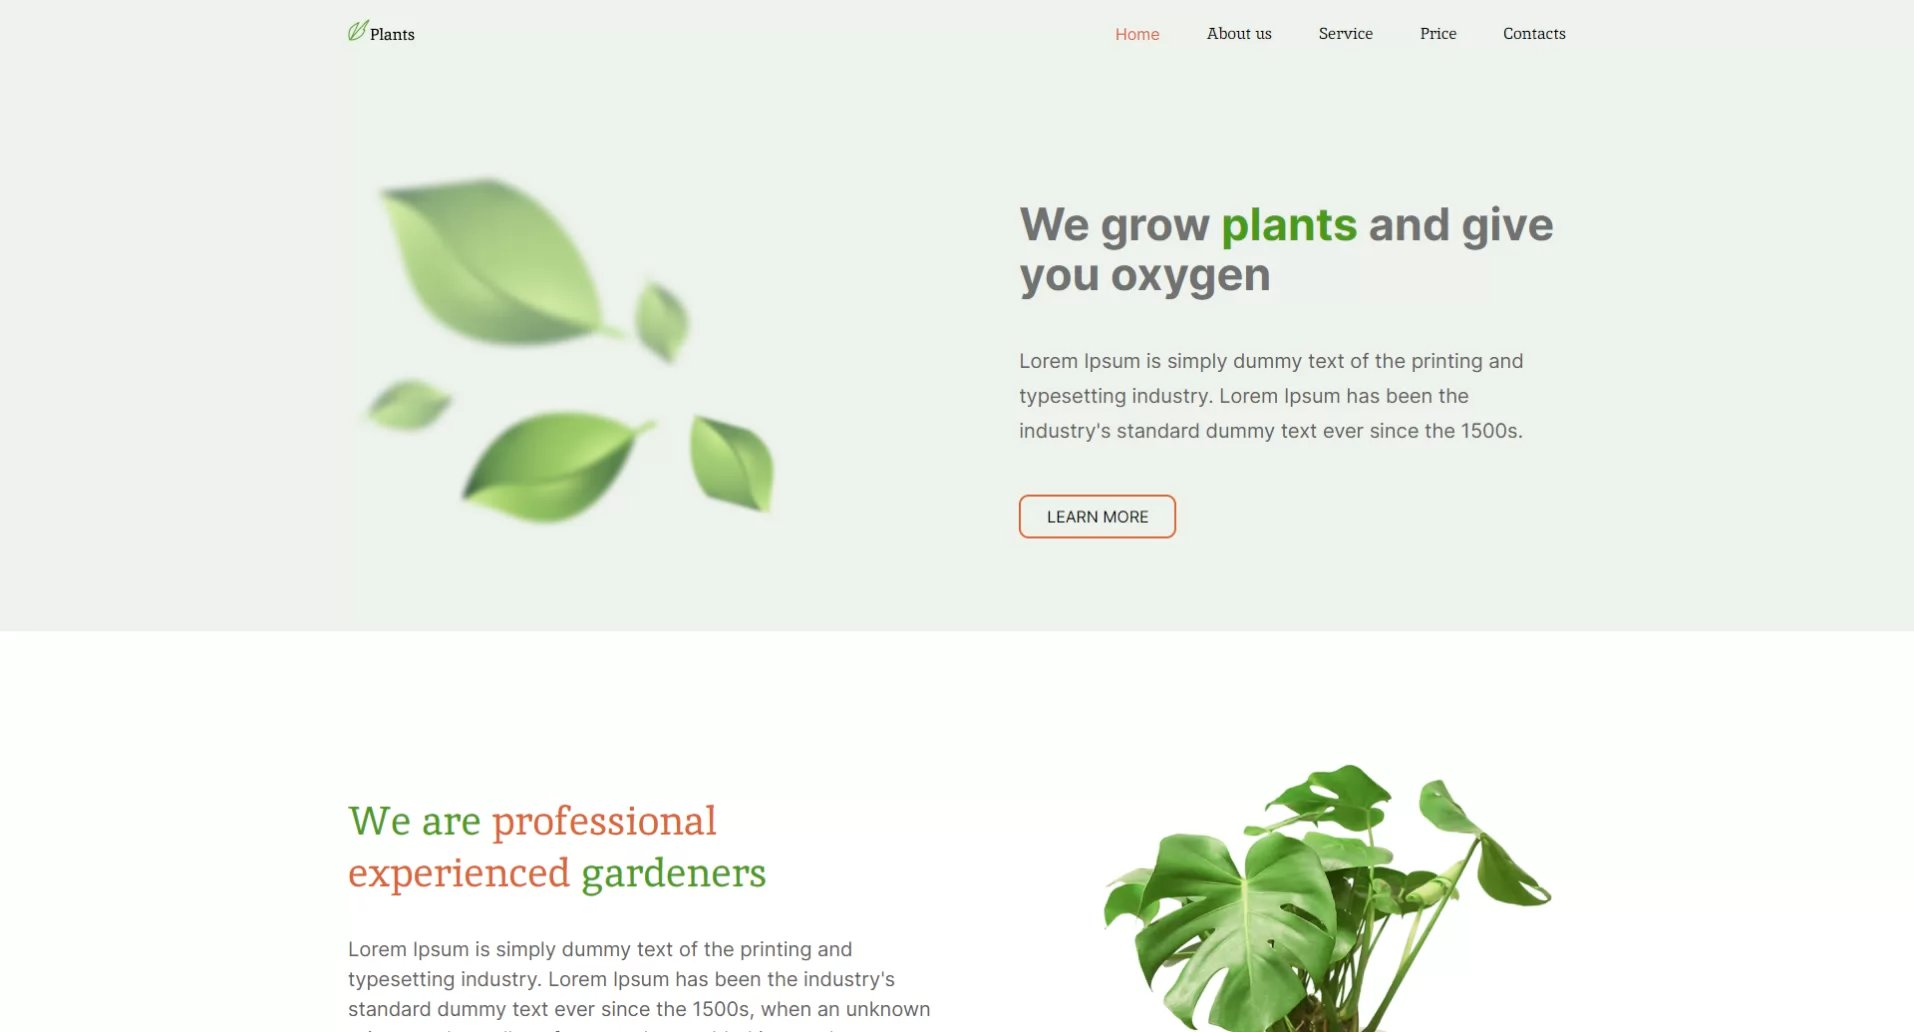 Plants
Home About us Service Price Contacts
We grow plants and give
you oxygen
Lorem Ipsum is simply dummy text of the printing and
typesetting industry. Lorem Ipsum has been the
industry's standard dummy text ever since the 1500s.
LEARN MORE
We are professional
experienced gardeners
Lorem Ipsum is simply dummy text of the printing and
typesetting industry. Lorem Ipsum has been the industry's
standard dummy text ever since the 1500s, when an unknown